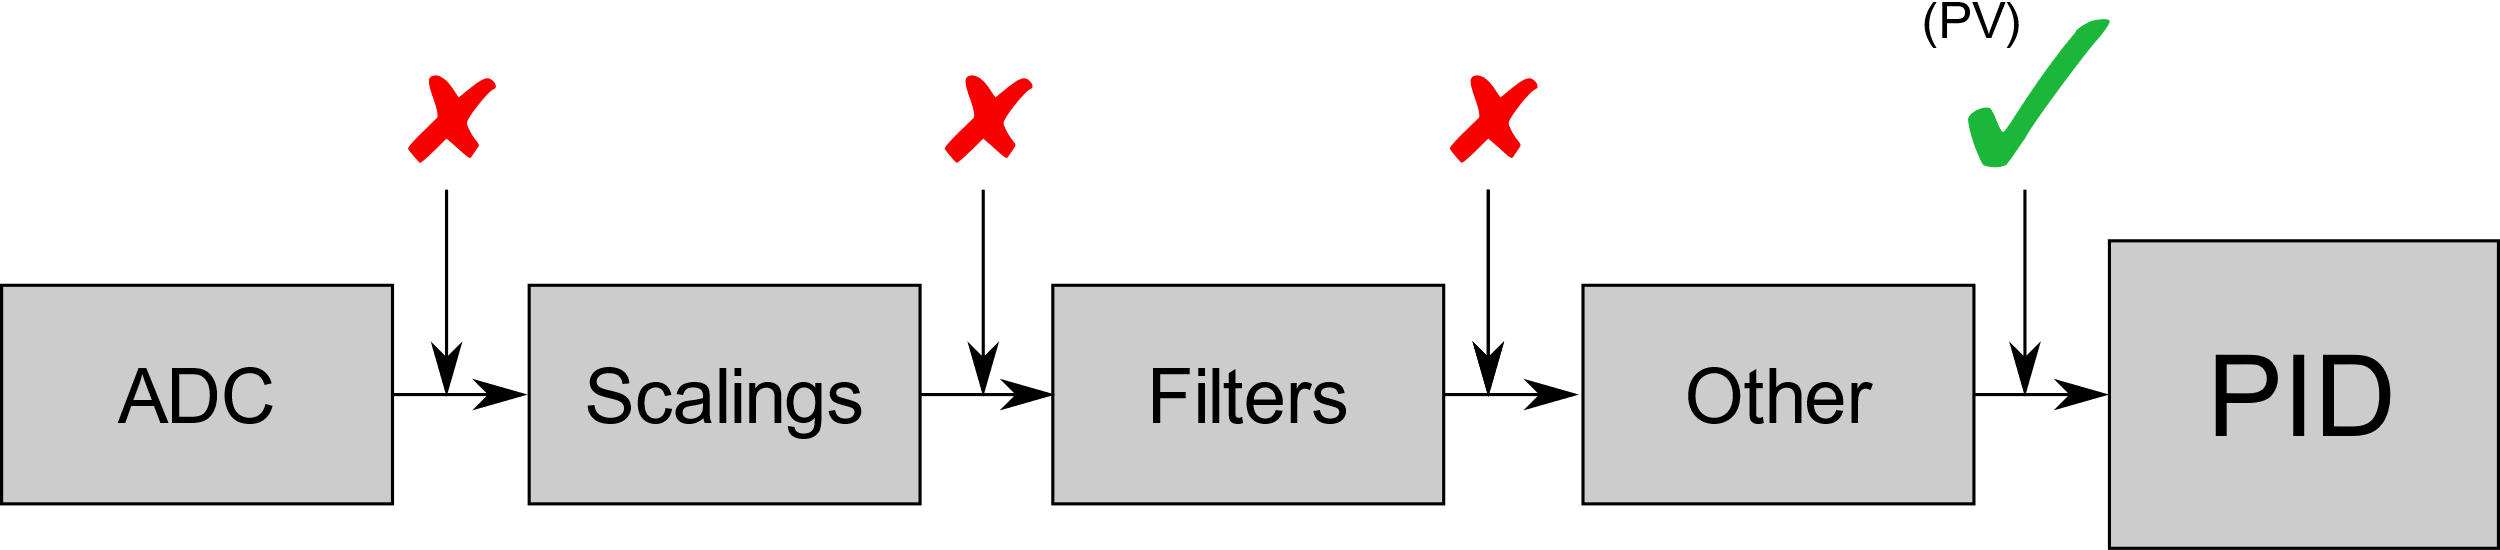 (PV)
ADC
Scalings
Filters
Other
PID